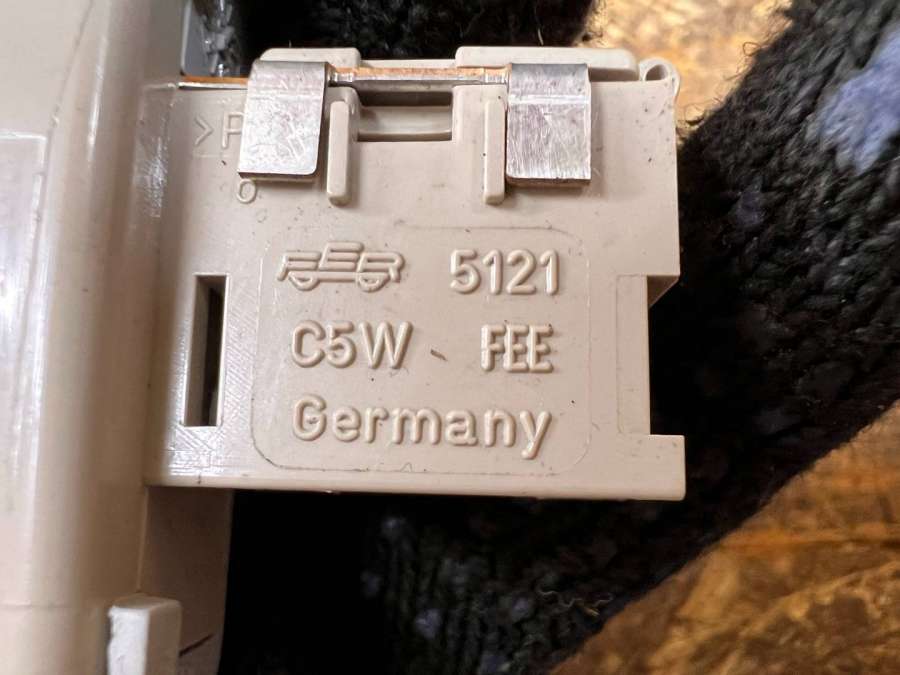 >P
5121
C5W FEE
Germany